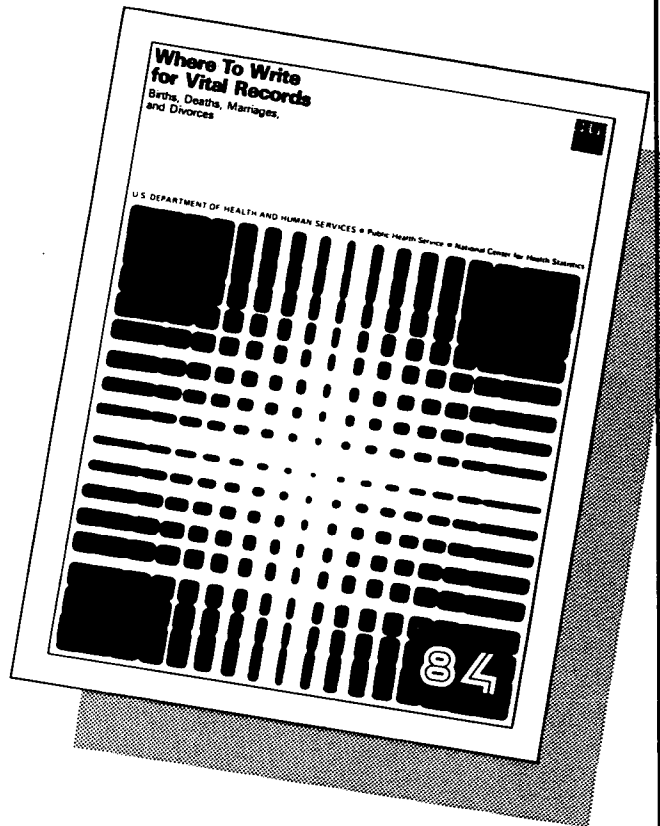 Where To Write
for Vital Records
Births, Deaths, Marriages,
and Divorces
U.S. DEPARTMENT OF HEALTH AND HUMAN SERVICES • Public Health Service • National Center for Health Statistics
84